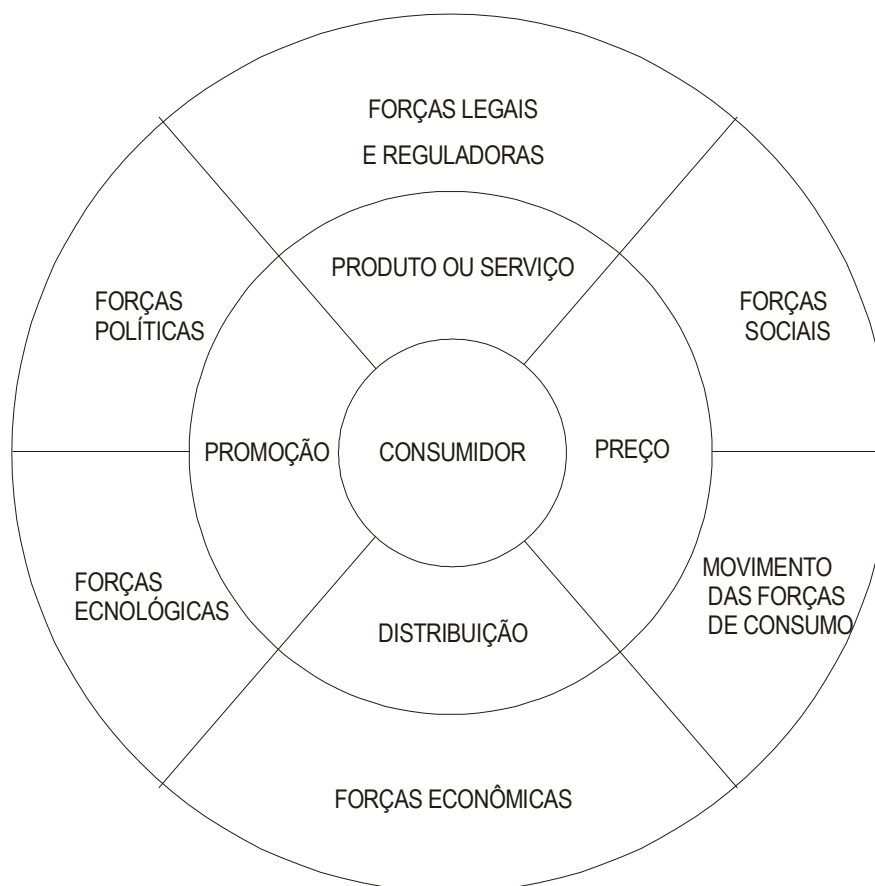 FORÇAS LEGAIS
E REGULADORAS
PRODUTO OU SERVIÇO
FORÇAS
POLÍTICAS
FORÇAS
SOCIAIS
PROMOÇÃO
CONSUMIDOR
PREÇO
FORÇAS
ECNOLÓGICAS
MOVIMENTO
DAS FORÇAS
DE CONSUMO
DISTRIBUIÇÃO
FORÇAS ECONÔMICAS